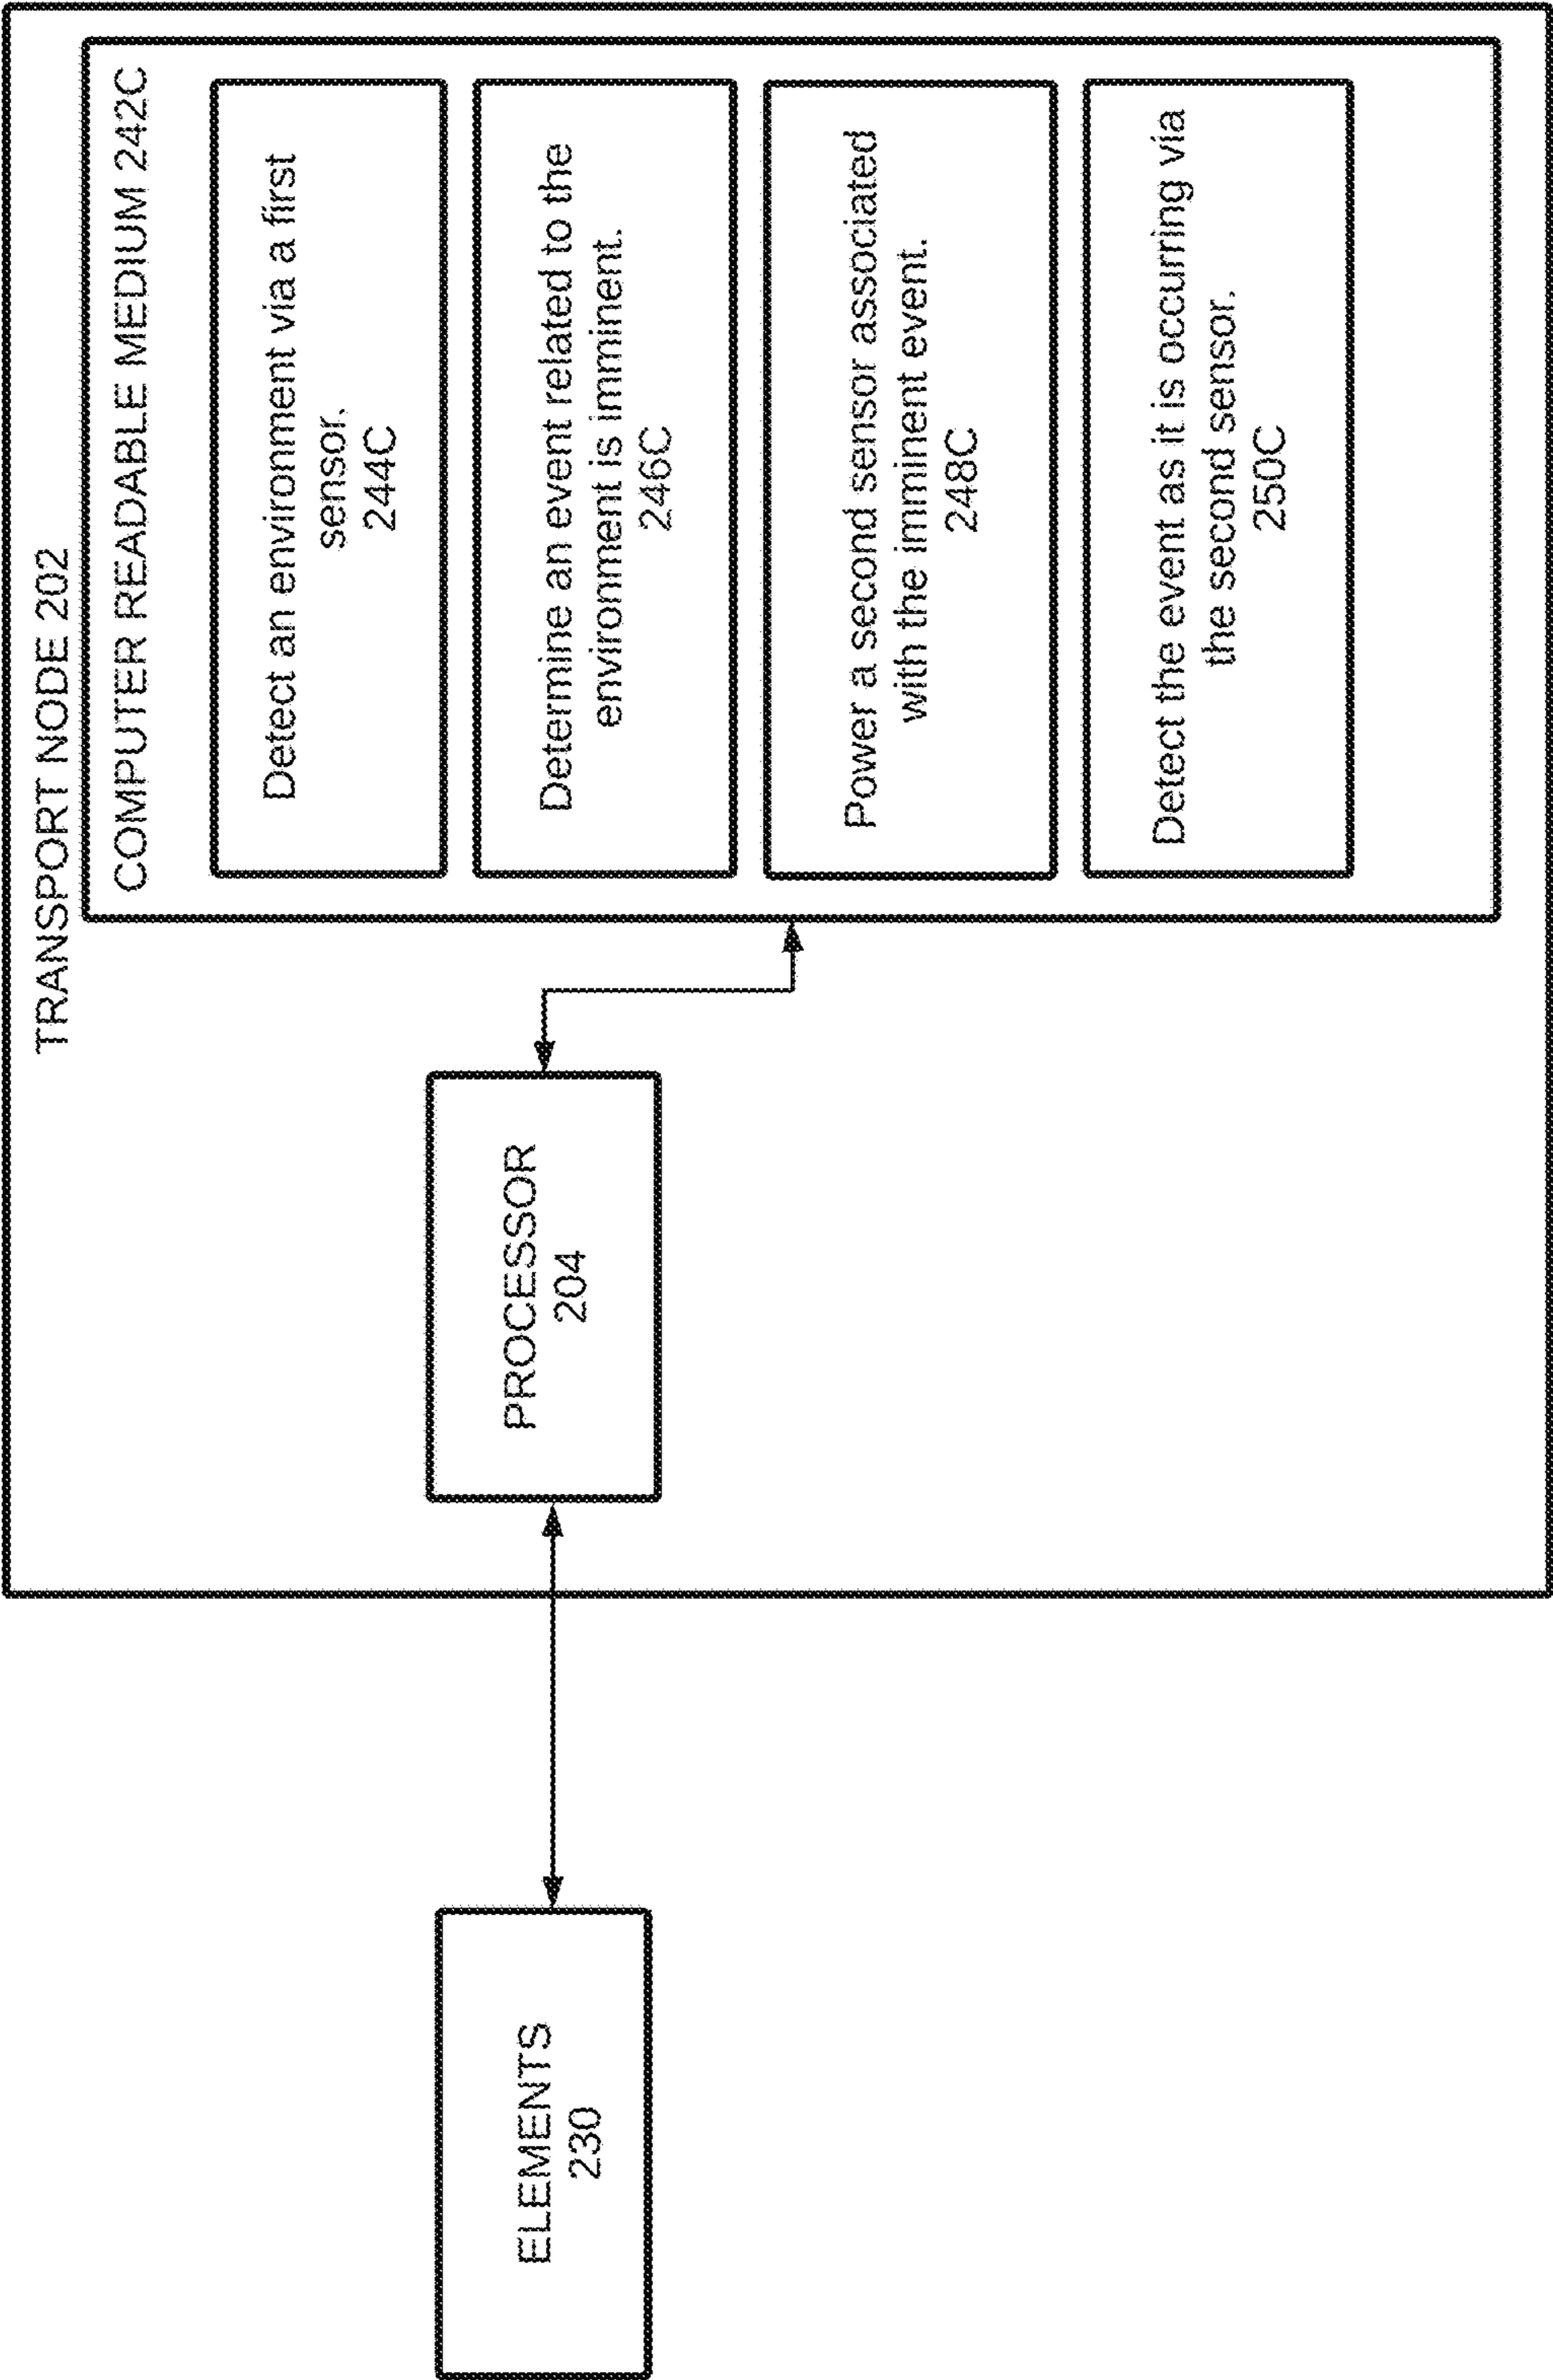 TRANSPORT NODE 202
COMPUTER READABLE MEDIUM 242C
Detect an environment via a first
sensor.
244C
Determine an event related to the
environment is imminent.
246C
Power a second sensor associated
with the imminent event.
248C
Detect the event as it is occurring via
the second sensor.
250C
PROCESSOR
204
ELEMENTS
230